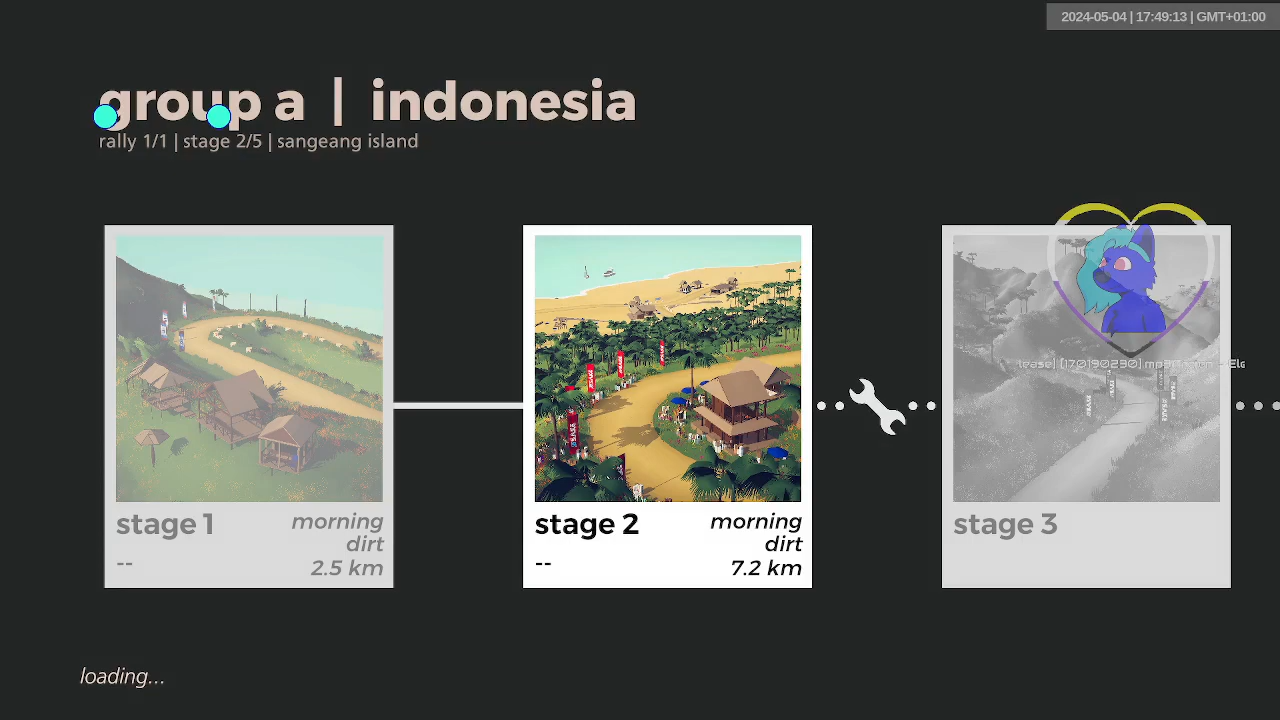 2024-05-04 | 17:49:13 | GMT+01:00
group a | indonesia
rally 1/1 | stage 2/5 | sangeang island
stage 1
morning
dirt
--
2.5 km
stage 2
morning
dirt
--
7.2 km
stage 3
loading...